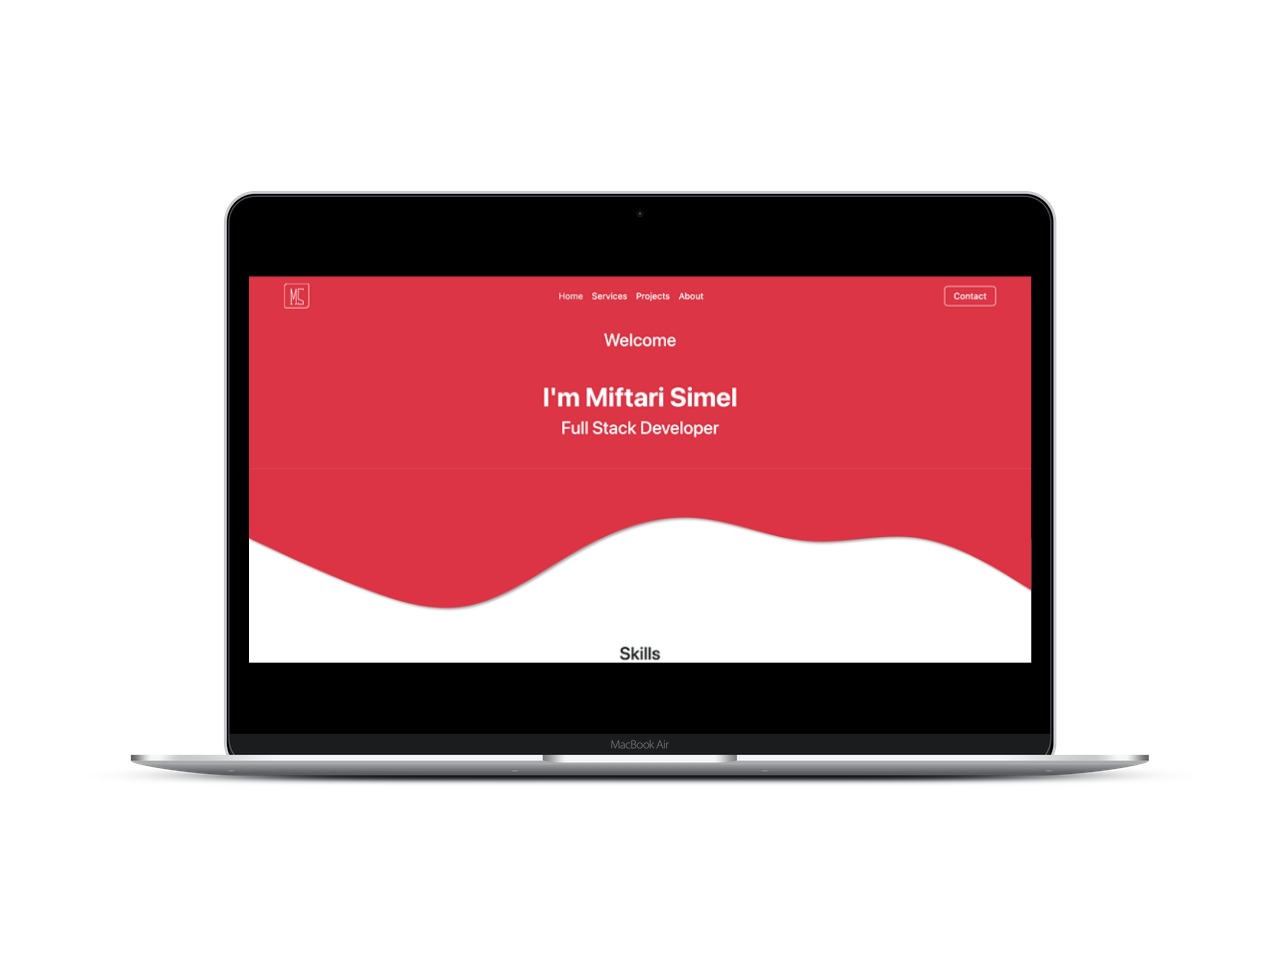 MS
Home Services Projects About
Contact
Welcome
I'm Miftari Simel
Full Stack Developer
Skills
MacBook Air